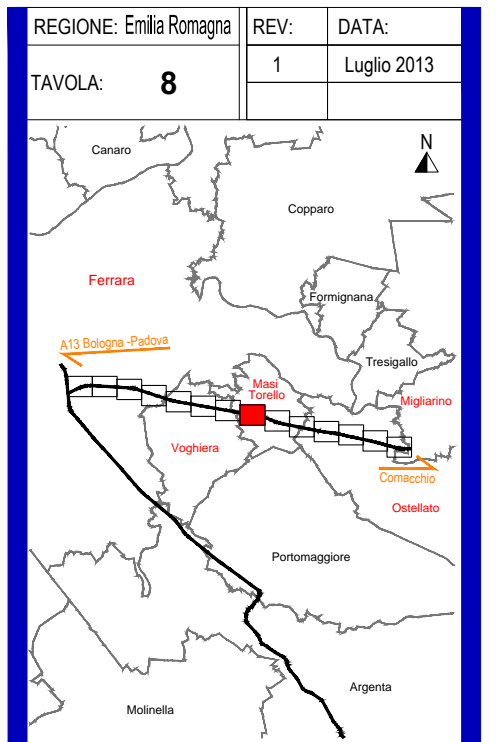 REGIONE: Emilia Romagna
REV:
DATA:
TAVOLA: 8
1
Luglio 2013
Canaro
N
Copparo
Ferrara
Formignana
A13 Bologna -Padova
Tresigallo
Masi
Torello
Migliarino
Voghiera
Comacchio
Ostellato
Portomaggiore
Argenta
Molinella